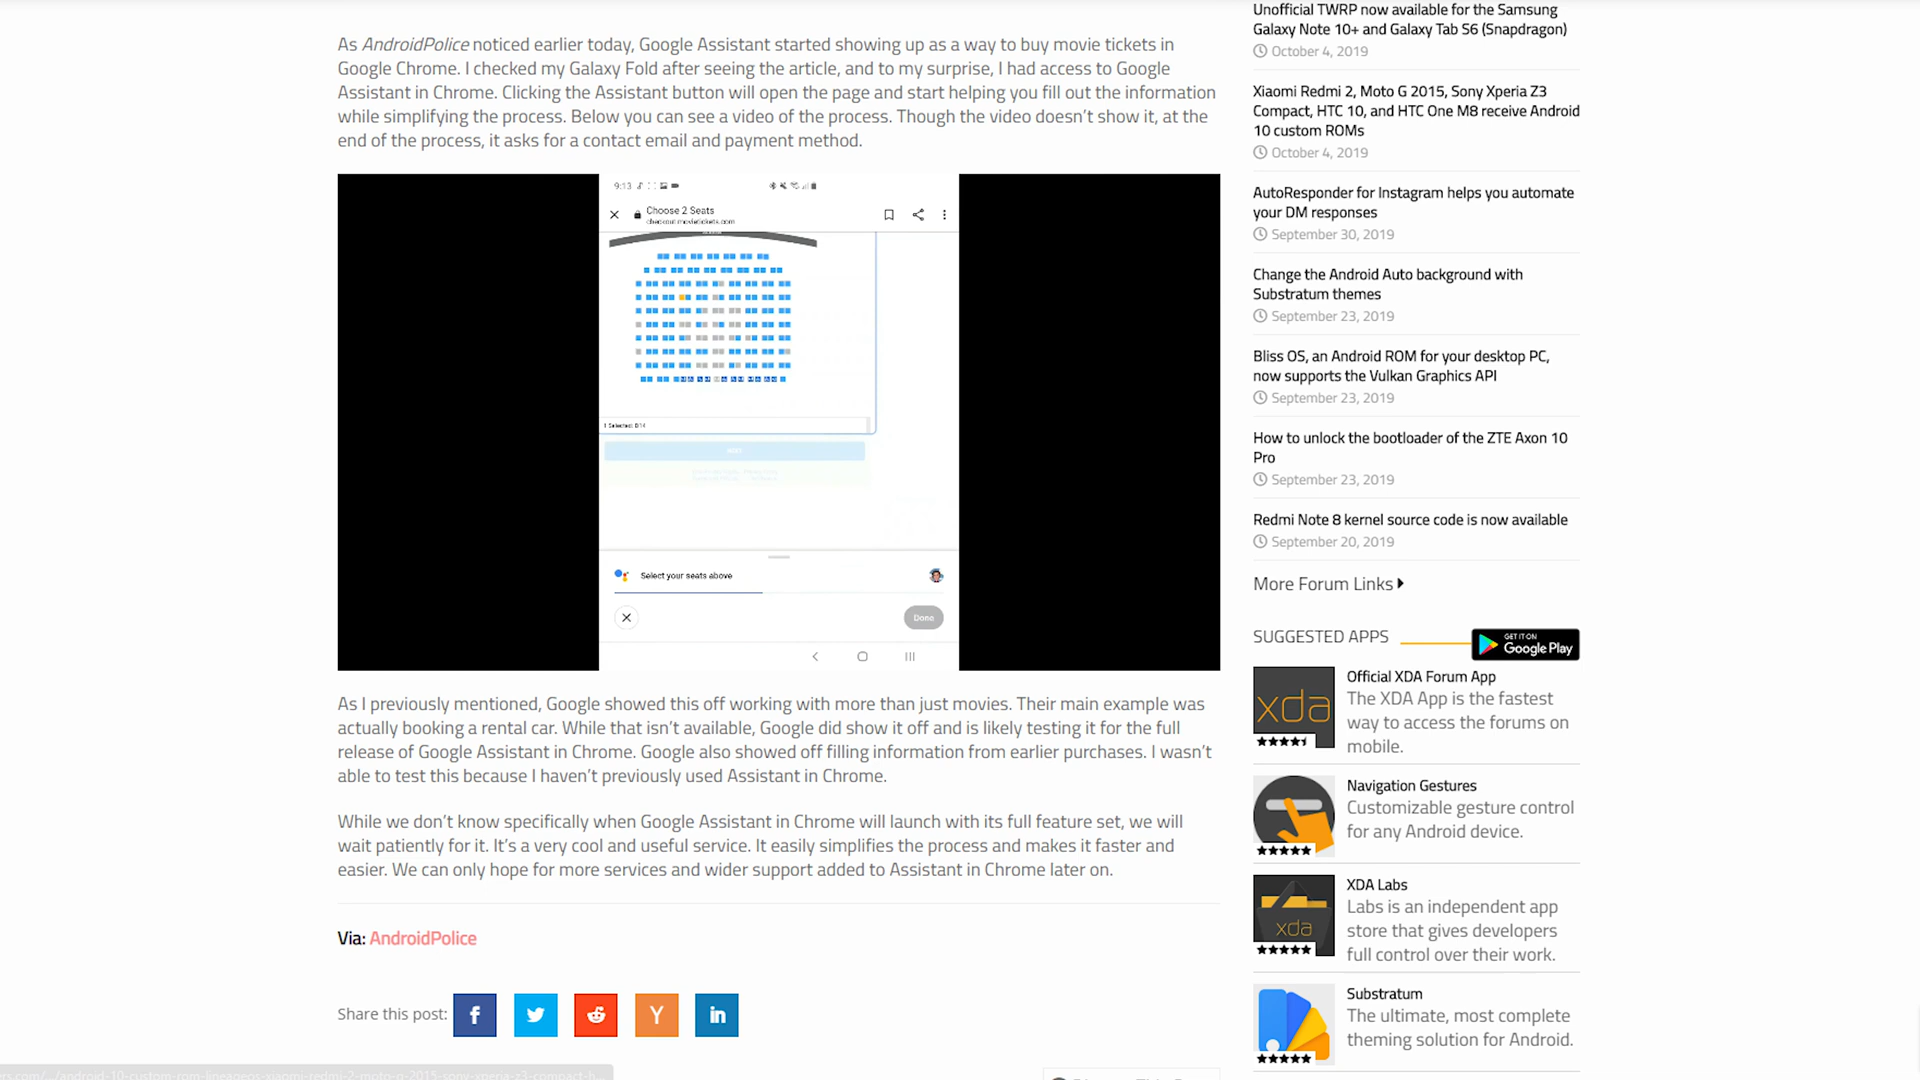 As AndroidPolice noticed earlier today, Google Assistant started showing up as a way to buy movie tickets in
Google Chrome. I checked my Galaxy Fold after seeing the article, and to my surprise, I had access to Google
Assistant in Chrome. Clicking the Assistant button will open the page and start helping you fill out the information
while simplifying the process. Below you can see a video of the process. Though the video doesn't show it, at the
end of the process, it asks for a contact email and payment method.
9:13
Choose 2 Seats
checkout.movietickets.com
1 Selected: D14
Select your seats above
Done
As I previously mentioned, Google showed this off working with more than just movies. Their main example was
actually booking a rental car. While that isn't available, Google did show it off and is likely testing it for the full
release of Google Assistant in Chrome. Google also showed off filling information from earlier purchases. I wasn't
able to test this because I haven't previously used Assistant in Chrome.
While we don't know specifically when Google Assistant in Chrome will launch with its full feature set, we will
wait patiently for it. It's a very cool and useful service. It easily simplifies the process and makes it faster and
easier. We can only hope for more services and wider support added to Assistant in Chrome later on.
Via: AndroidPolice
Share this post:
Unofficial TWRP now available for the Samsung
Galaxy Note 10+ and Galaxy Tab S6 (Snapdragon)
October 4, 2019
Xiaomi Redmi 2, Moto G 2015, Sony Xperia Z3
Compact, HTC 10, and HTC One M8 receive Android
10 custom ROMs
October 4, 2019
AutoResponder for Instagram helps you automate
your DM responses
September 30, 2019
Change the Android Auto background with
Substratum themes
September 23, 2019
Bliss OS, an Android ROM for your desktop PC,
now supports the Vulkan Graphics API
September 23, 2019
How to unlock the bootloader of the ZTE Axon 10
Pro
September 23, 2019
Redmi Note 8 kernel source code is now available
September 20, 2019
More Forum Links
SUGGESTED APPS
GET IT ON
Google Play
xda
Official XDA Forum App
The XDA App is the fastest
way to access the forums on
mobile.
Navigation Gestures
Customizable gesture control
for any Android device.
xda
XDA Labs
Labs is an independent app
store that gives developers
full control over their work.
Substratum
The ultimate, most complete
theming solution for Android.